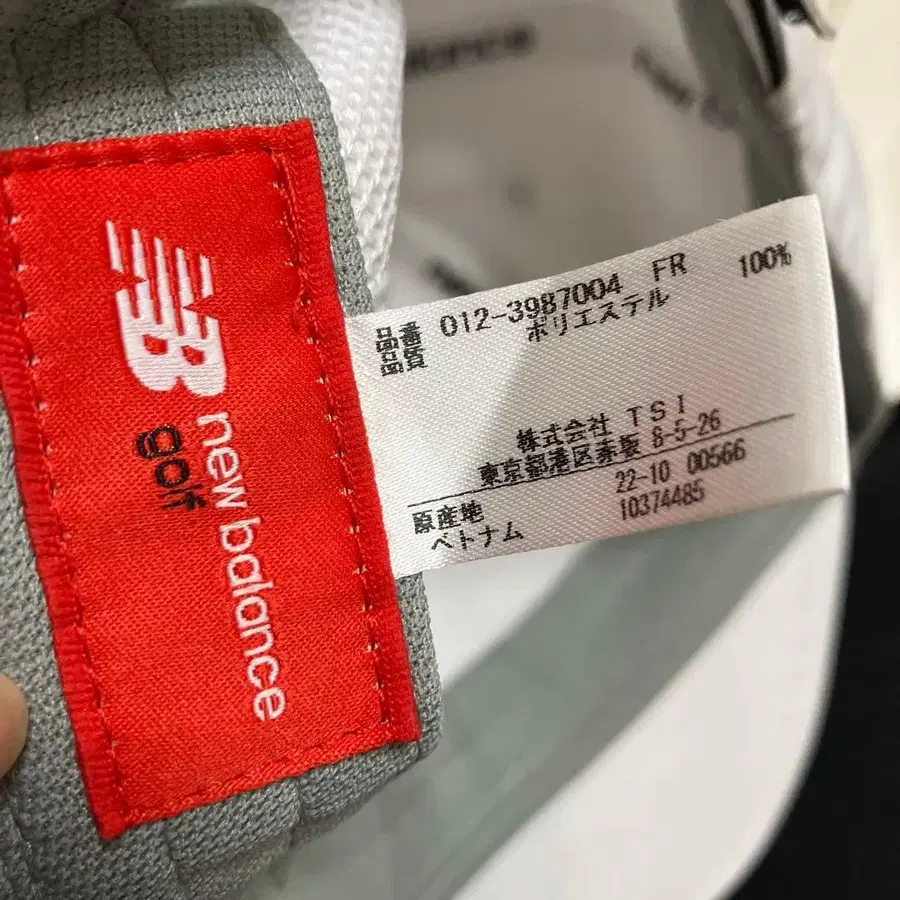 NB
new balance
golf
品番 012-3987004 FR
品質 ポリエステル 100%
株式会社 TSI
東京都港区赤坂 8-5-26
原産地 22-10 00566
ベトナム 10374485